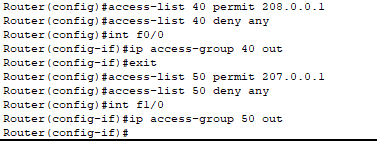 Router(config)#access-list 40 permit 208.0.0.1
Router(config)#access-list 40 deny any
Router(config)#int f0/0
Router(config-if)#ip access-group 40 out
Router(config-if)#exit
Router(config)#access-list 50 permit 207.0.0.1
Router(config)#access-list 50 deny any
Router(config)#int f1/0
Router(config-if)#ip access-group 50 out
Router(config-if)#